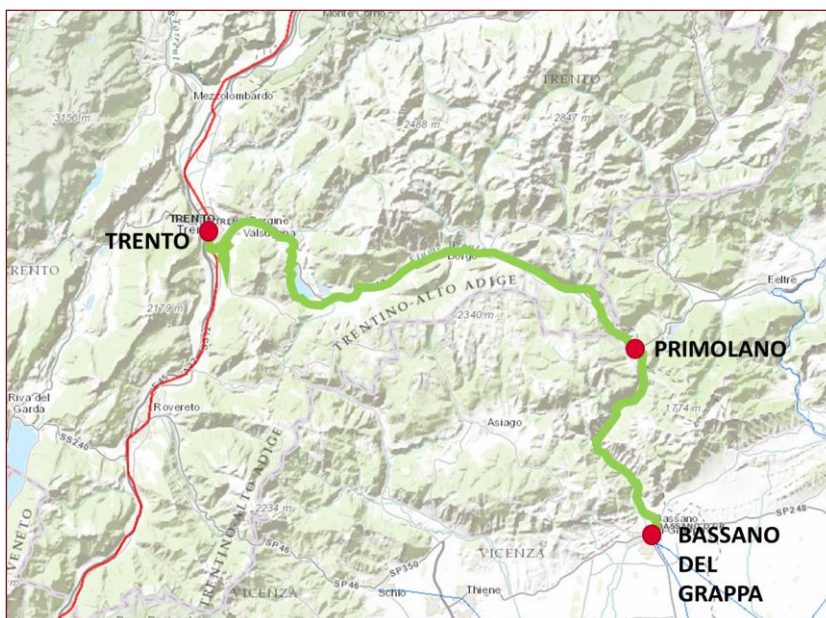 Monte Corno
Torrente
Mezzolombardo
TRENTO
3156 m
2488 m
2847 m
TRENTO
TRENTO
Pergine
Valsugana
Borgo
Feltre
TRENTO
2179 m
TRENTINO-ALTO ADIGE
2340 m
PRIMOLANO
Riva del
Garda
SS240
Rovereto
Asiago
1774 m
TRENTINO-ALTO ADIGE
2234 m
VENETO
SP46
VICENZA
SP350
SP46
VICENZA
Schio
Thiene
Bassano
SP248
BASSANO
DEL
GRAPPA